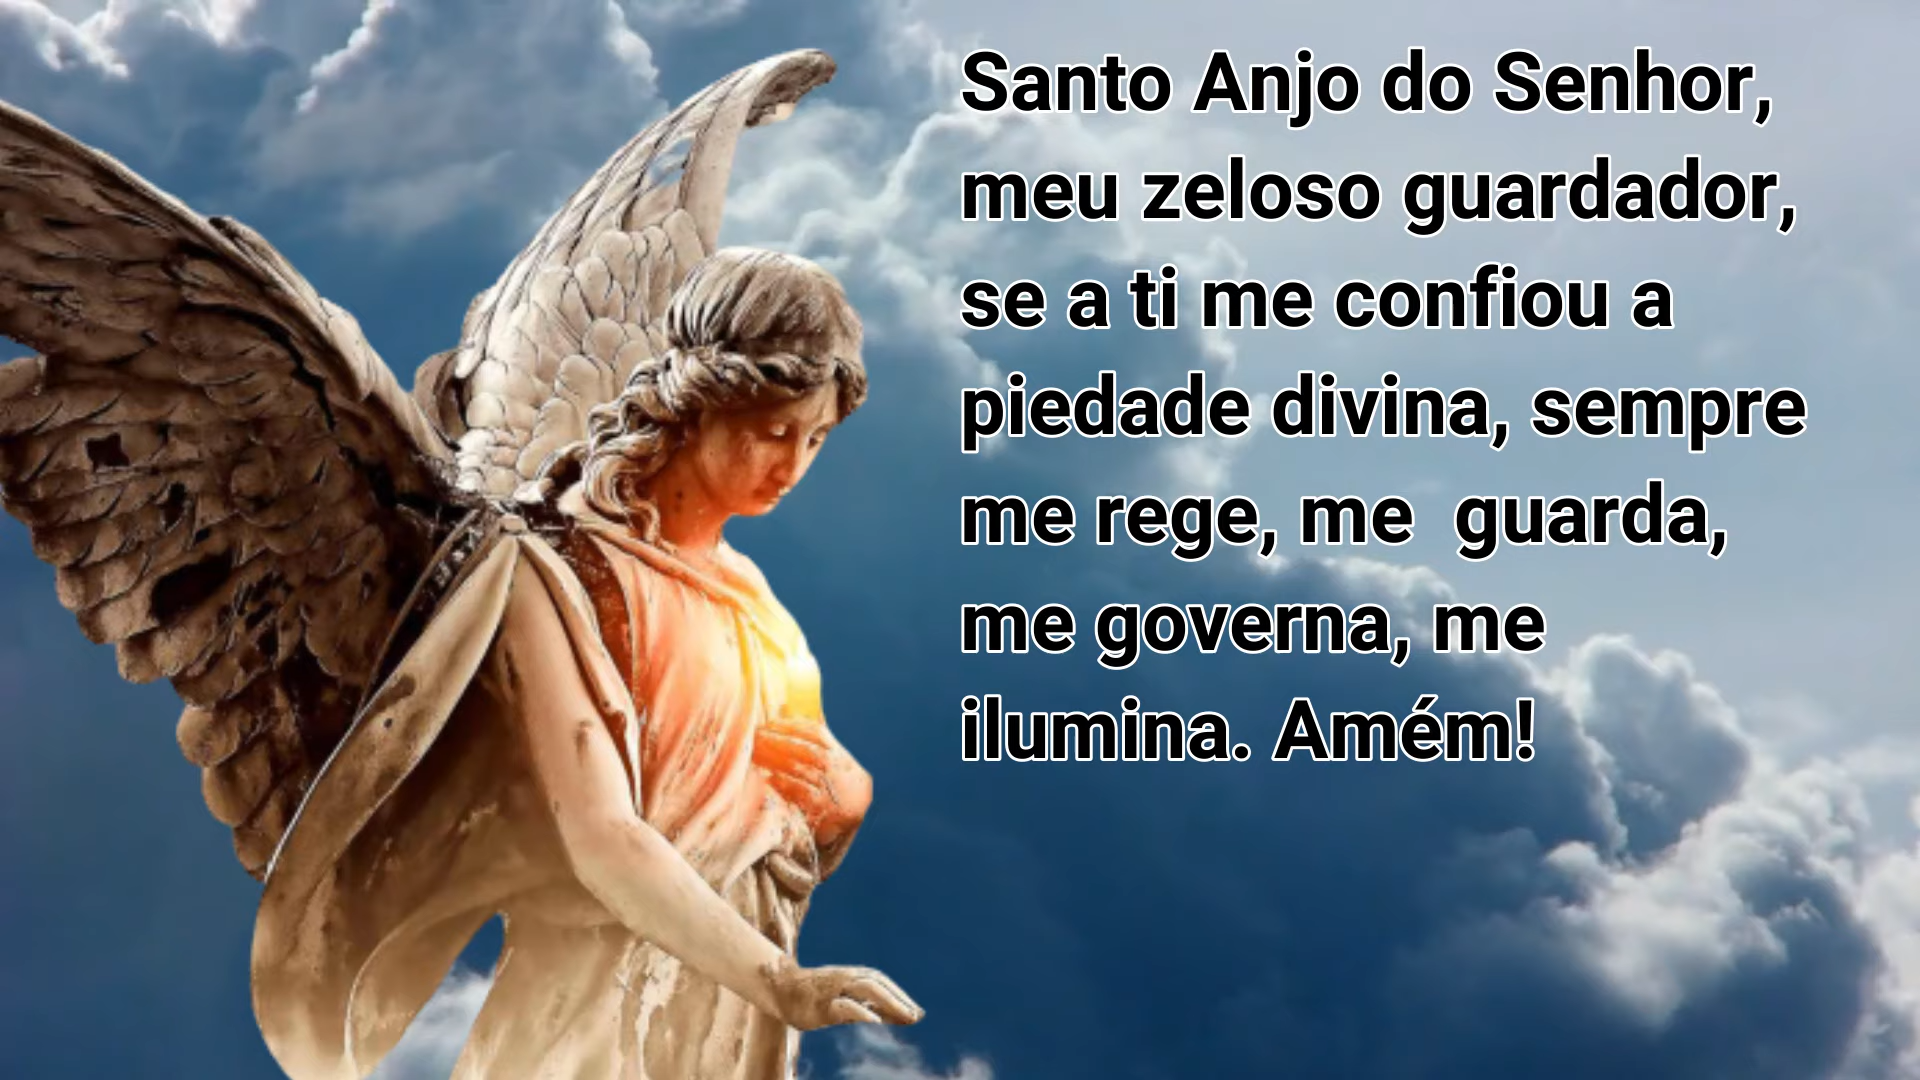 Santo Anjo do Senhor,
meu zeloso guardador,
se a ti me confiou a
piedade divina, sempre
me rege, me  guarda,
me governa, me
ilumina. Amém!